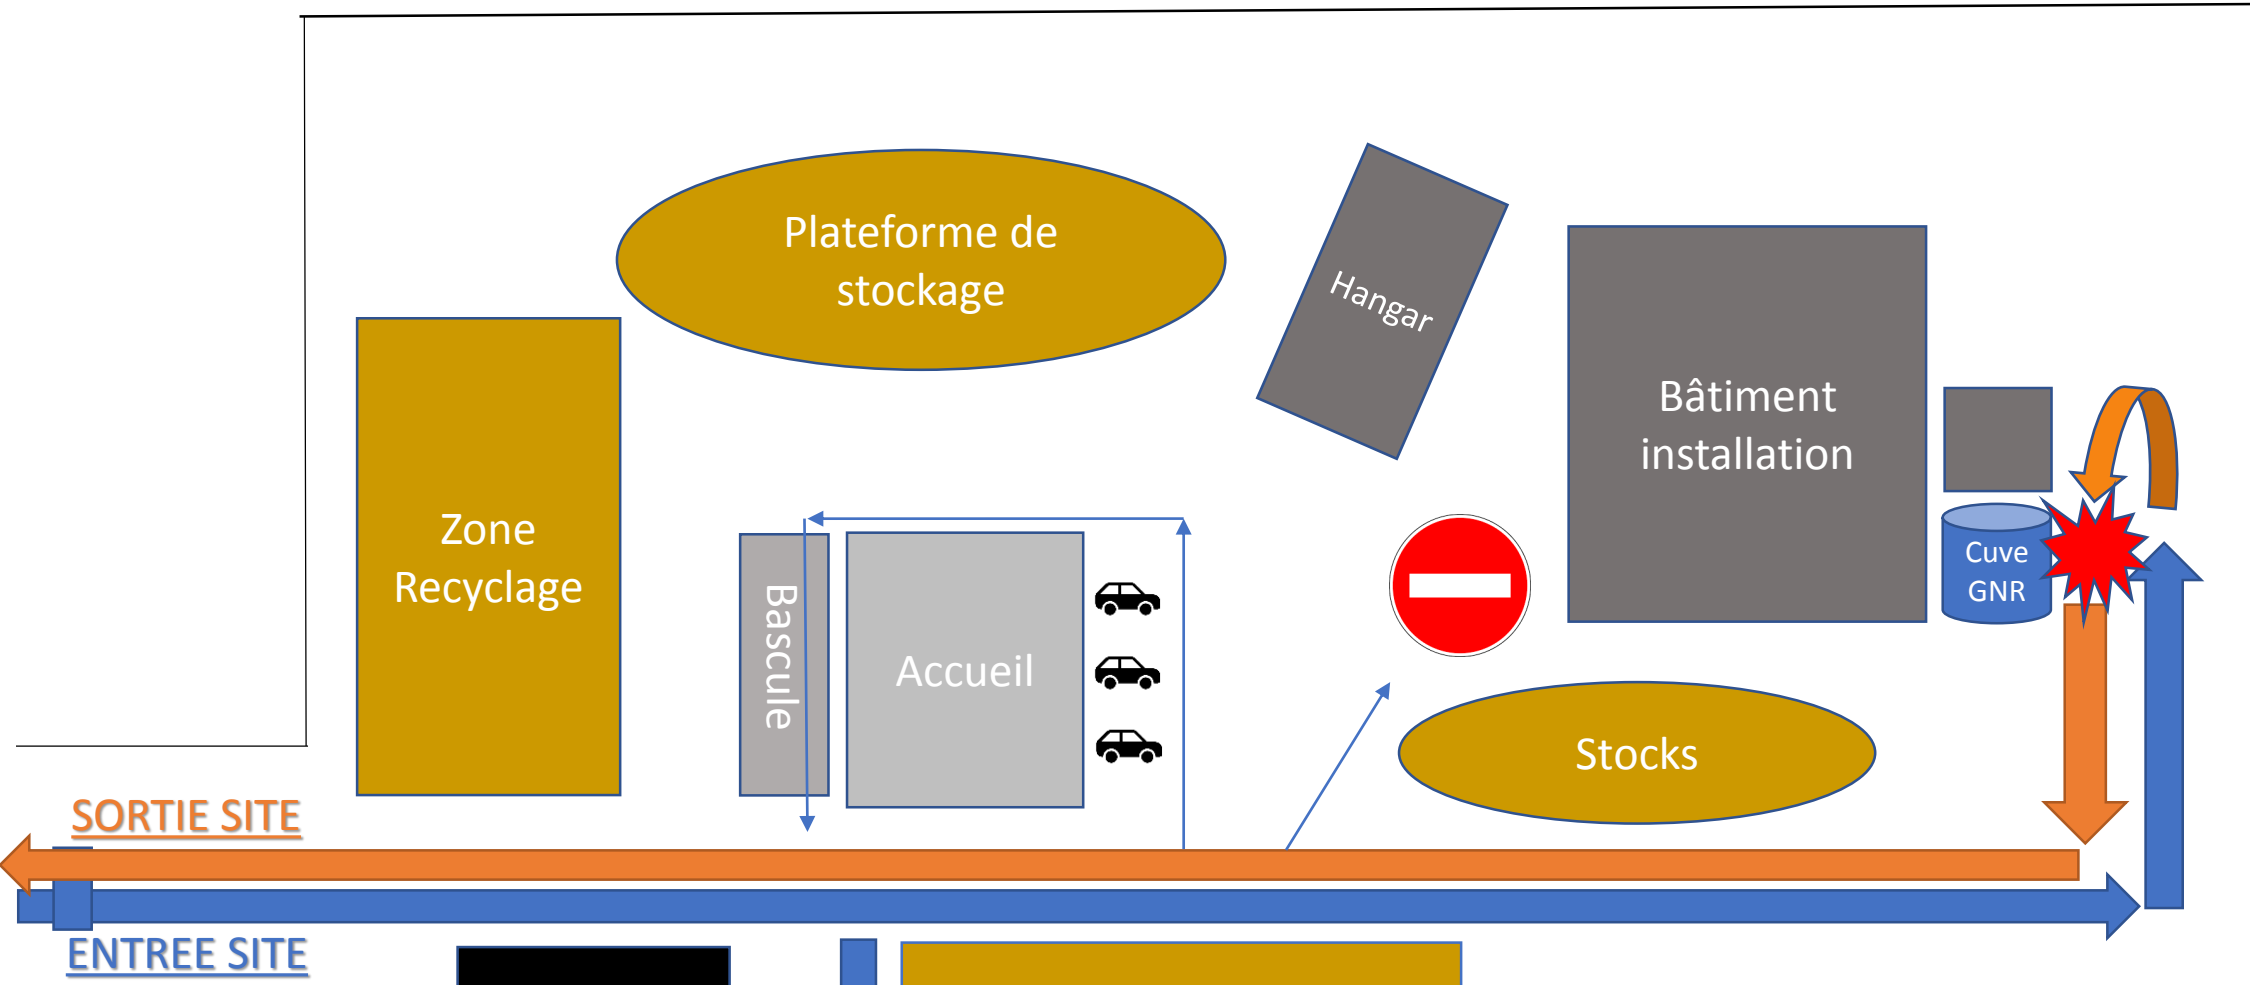 Plateforme de
stockage
Hangar
Bâtiment
installation
Zone
Recyclage
Cuve
GNR
Bascule
Accueil
Stocks
SORTIE SITE
ENTREE SITE